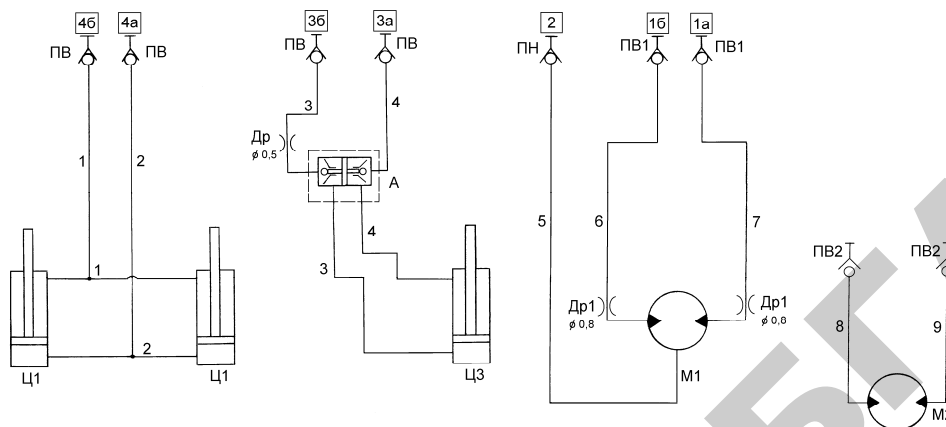 4б 4а 3б 3а 2 1б 1а
ПВ ПВ ПВ ПВ ПН ПВ1 ПВ1
3 4
Др
ϕ 0,5
1 2
А
5 6 7
4
ПВ2 ПВ2
3
1
Др1 Др1
ϕ 0,8 ϕ 0,8
8 9
2
Ц1 Ц1 Ц3 М1
БГА